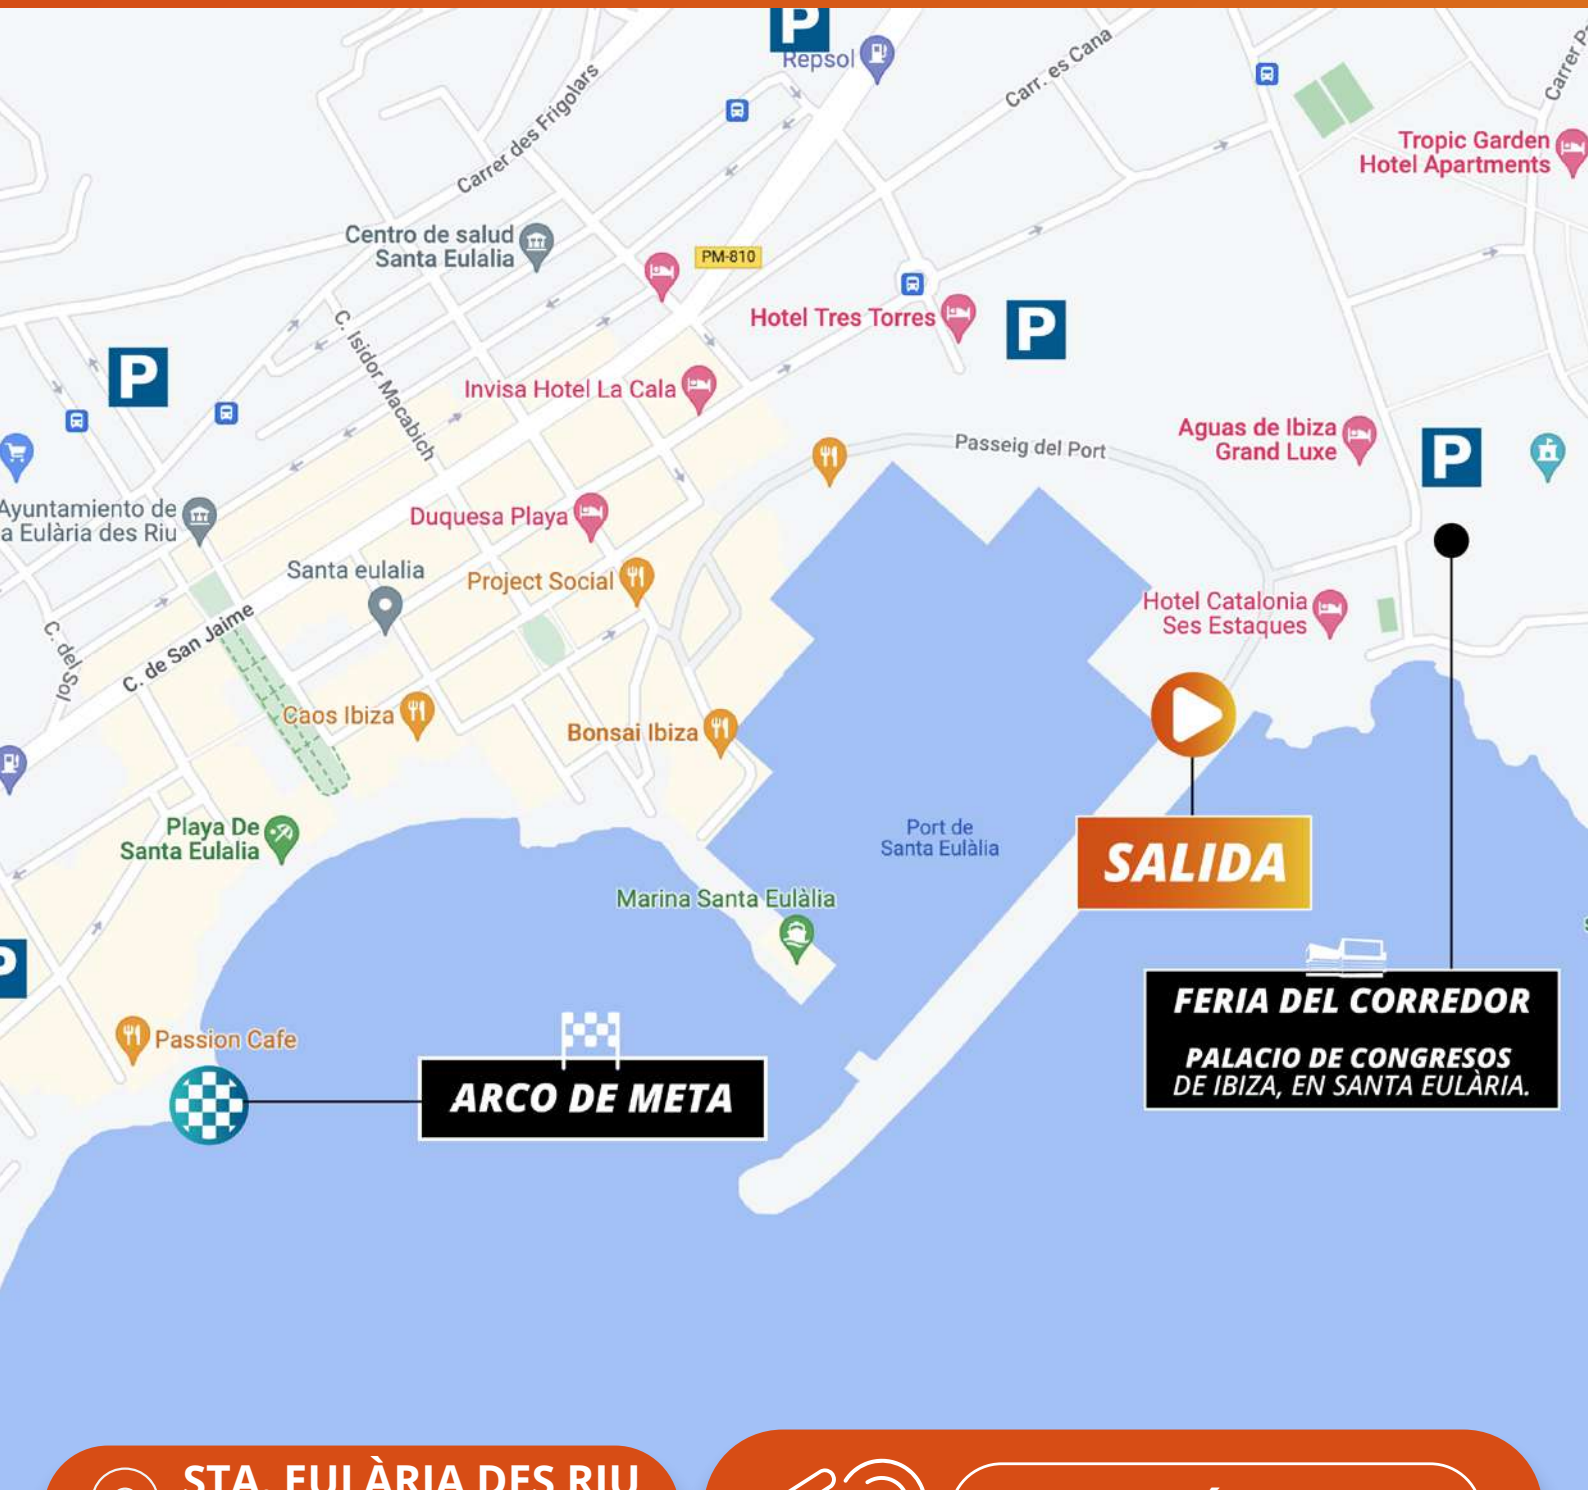 P
Repsol
Carr. es Cana
Carrer des Frigolars
Tropic Garden
Hotel Apartments
Centro de salud
Santa Eulalia
PM-810
Hotel Tres Torres
P
C. Isidor Macabich
P
Invisa Hotel La Cala
Passeig del Port
Aguas de Ibiza
Grand Luxe
P
Ayuntamiento de
a Eulària des Riu
Duquesa Playa
Santa eulalia
Project Social
Hotel Catalonia
Ses Estaques
C. del Sol
C. de San Jaime
Caos Ibiza
Bonsai Ibiza
Playa De
Santa Eulalia
Port de
Santa Eulàlia
SALIDA
Marina Santa Eulàlia
P
FERIA DEL CORREDOR
PALACIO DE CONGRESOS
DE IBIZA, EN SANTA EULÀRIA.
Passion Cafe
ARCO DE META
STA. EULÀRIA DES RIU